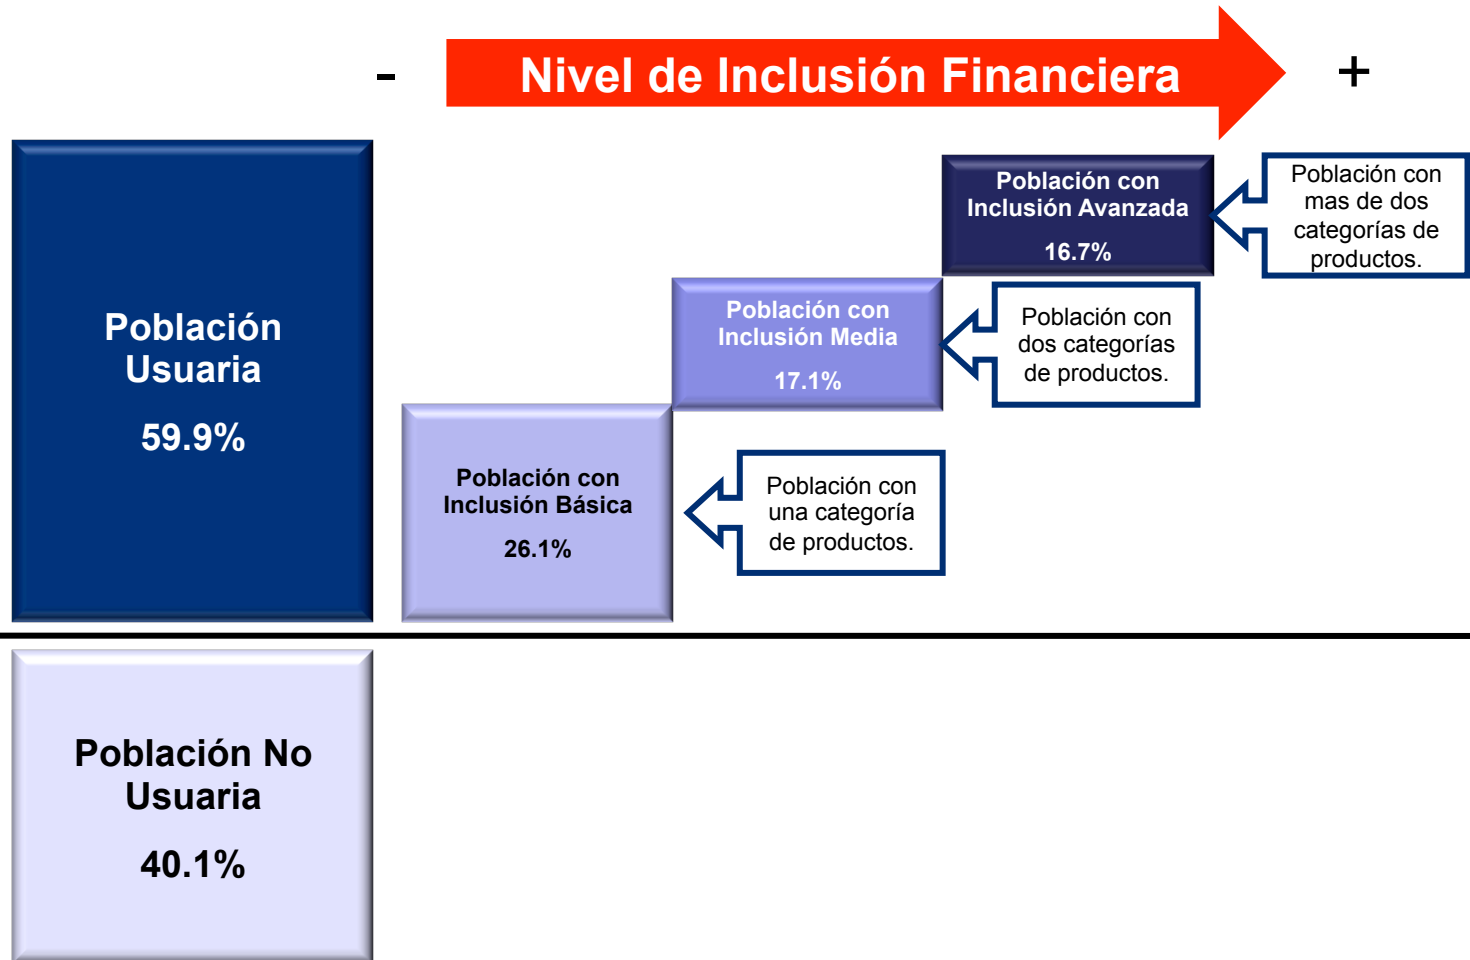 -
Nivel de Inclusión Financiera
+
Población
Usuaria
59.9%
Población con
Inclusión Avanzada
16.7%
Población con
mas de dos
categorías de
productos.
Población con
Inclusión Media
17.1%
Población con
dos categorías
de productos.
Población con
Inclusión Básica
26.1%
Población con
una categoría
de productos.
Población No
Usuaria
40.1%